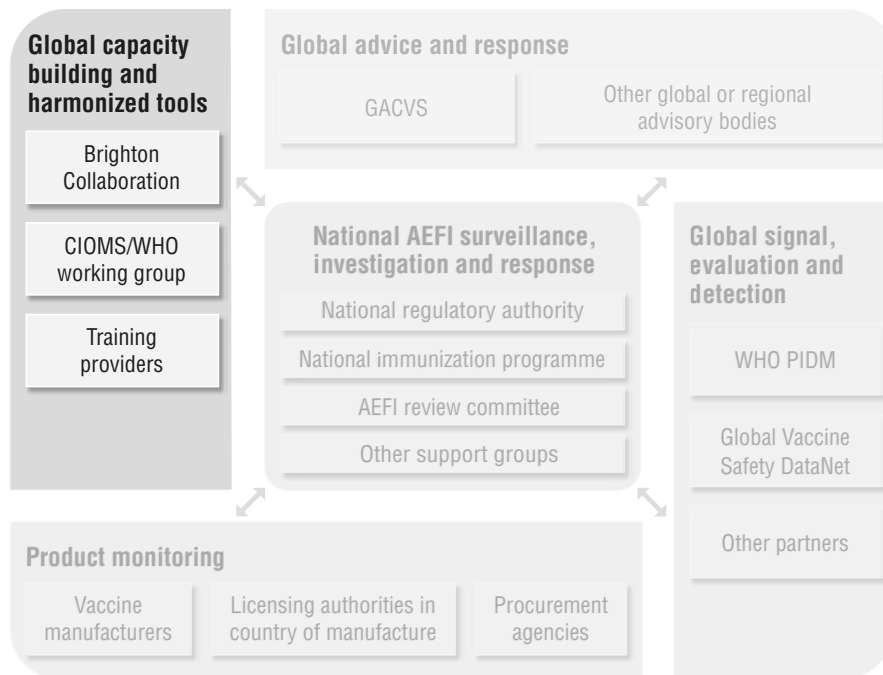 Global capacity
building and
harmonized tools
Brighton
Collaboration
CIOMS/WHO
working group
Training
providers
Global advice and response
GACVS
Other global or regional
advisory bodies
National AEFI surveillance,
investigation and response
National regulatory authority
National immunization programme
AEFI review committee
Other support groups
Global signal,
evaluation and
detection
WHO PIDM
Global Vaccine
Safety DataNet
Other partners
Product monitoring
Vaccine
manufacturers
Licensing authorities in
country of manufacture
Procurement
agencies